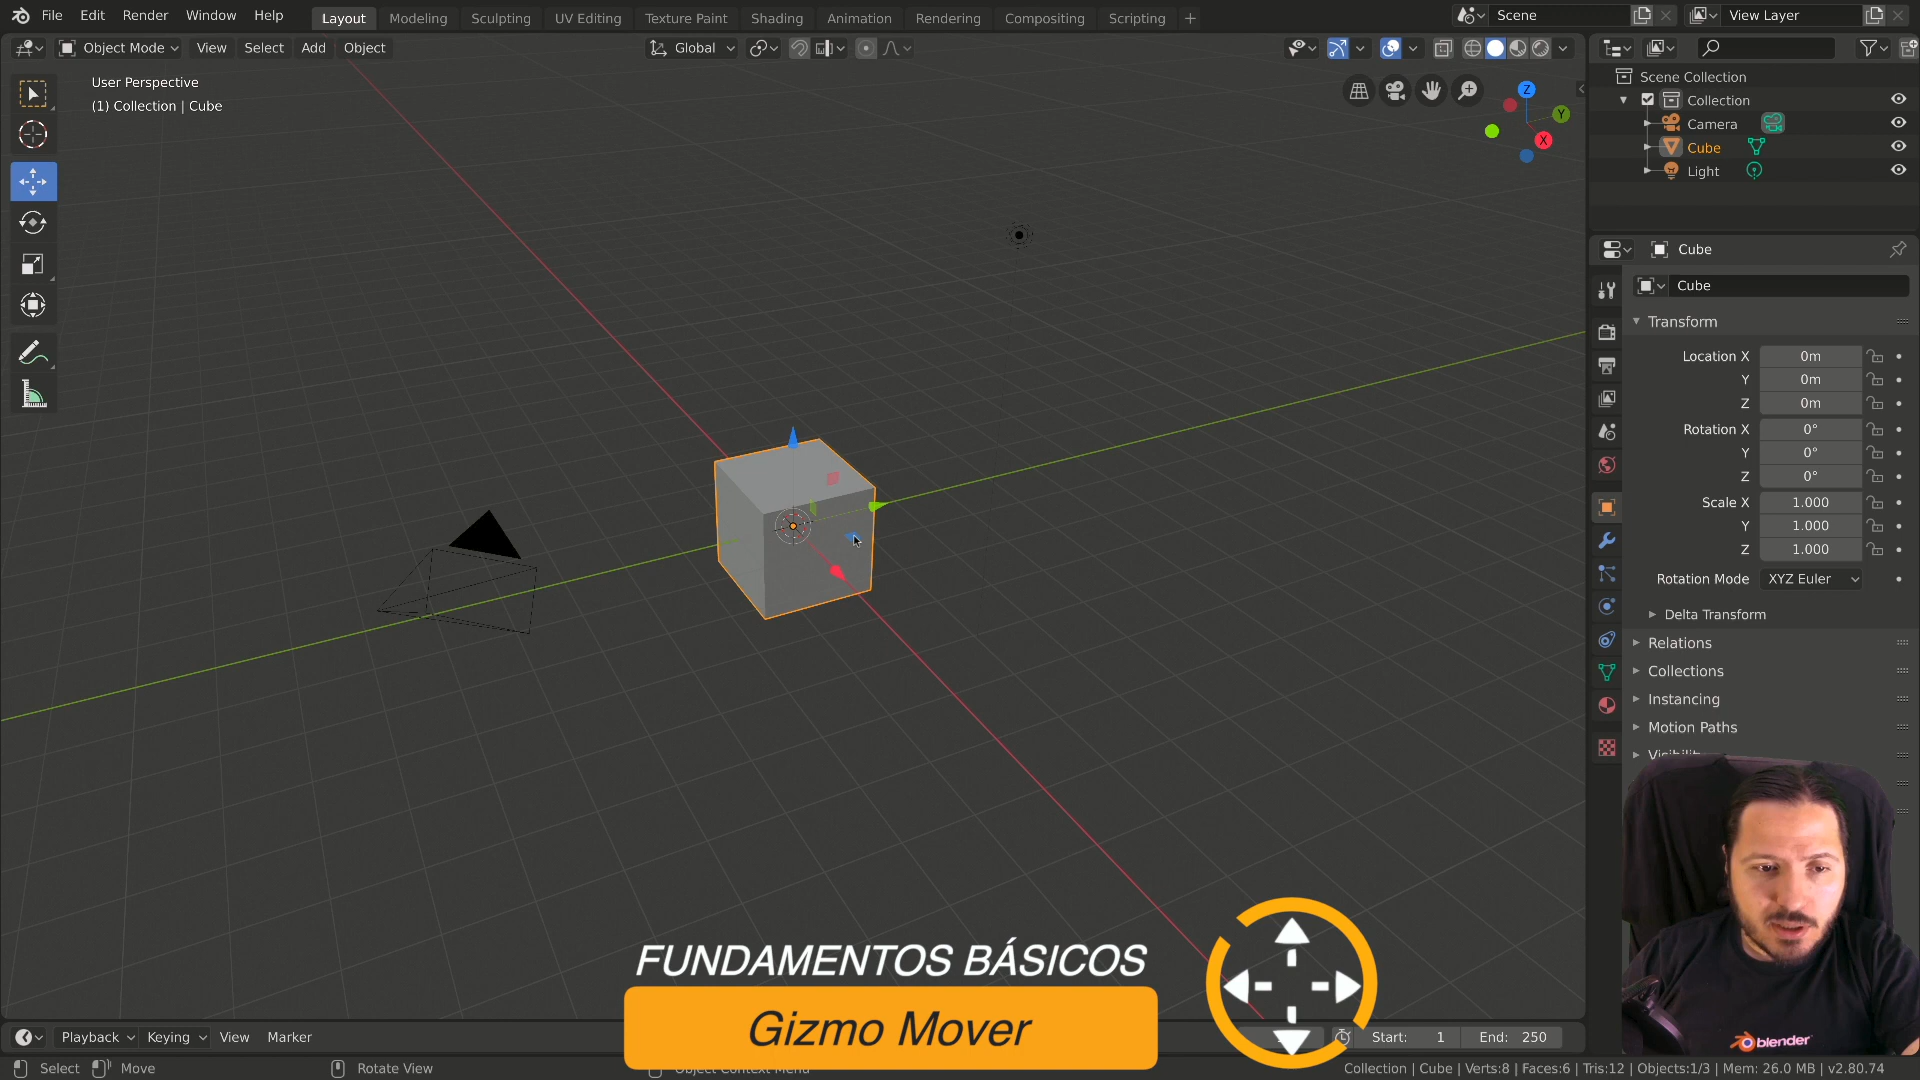 File Edit Render Window Help
Layout Modeling Sculpting UV Editing Texture Paint Shading Animation Rendering Compositing Scripting +
Scene View Layer
Object Mode View Select Add Object
Global
User Perspective
(1) Collection | Cube
Z
Y
X
Scene Collection
Collection
Camera
Cube
Light
Cube
Cube
Transform
Location X 0m
Y 0m
Z 0m
Rotation X 0°
Y 0°
Z 0°
Scale X 1.000
Y 1.000
Z 1.000
Rotation Mode XYZ Euler
Delta Transform
Relations
Collections
Instancing
Motion Paths
FUNDAMENTOS BÁSICOS
Gizmo Mover
blender
Playback Keying View Marker
Start: 1 End: 250
Select Move Rotate View
Collection | Cube | Verts:8 | Faces:6 | Tris:12 | Objects:1/3 | Mem: 26.0 MB | v2.80.74